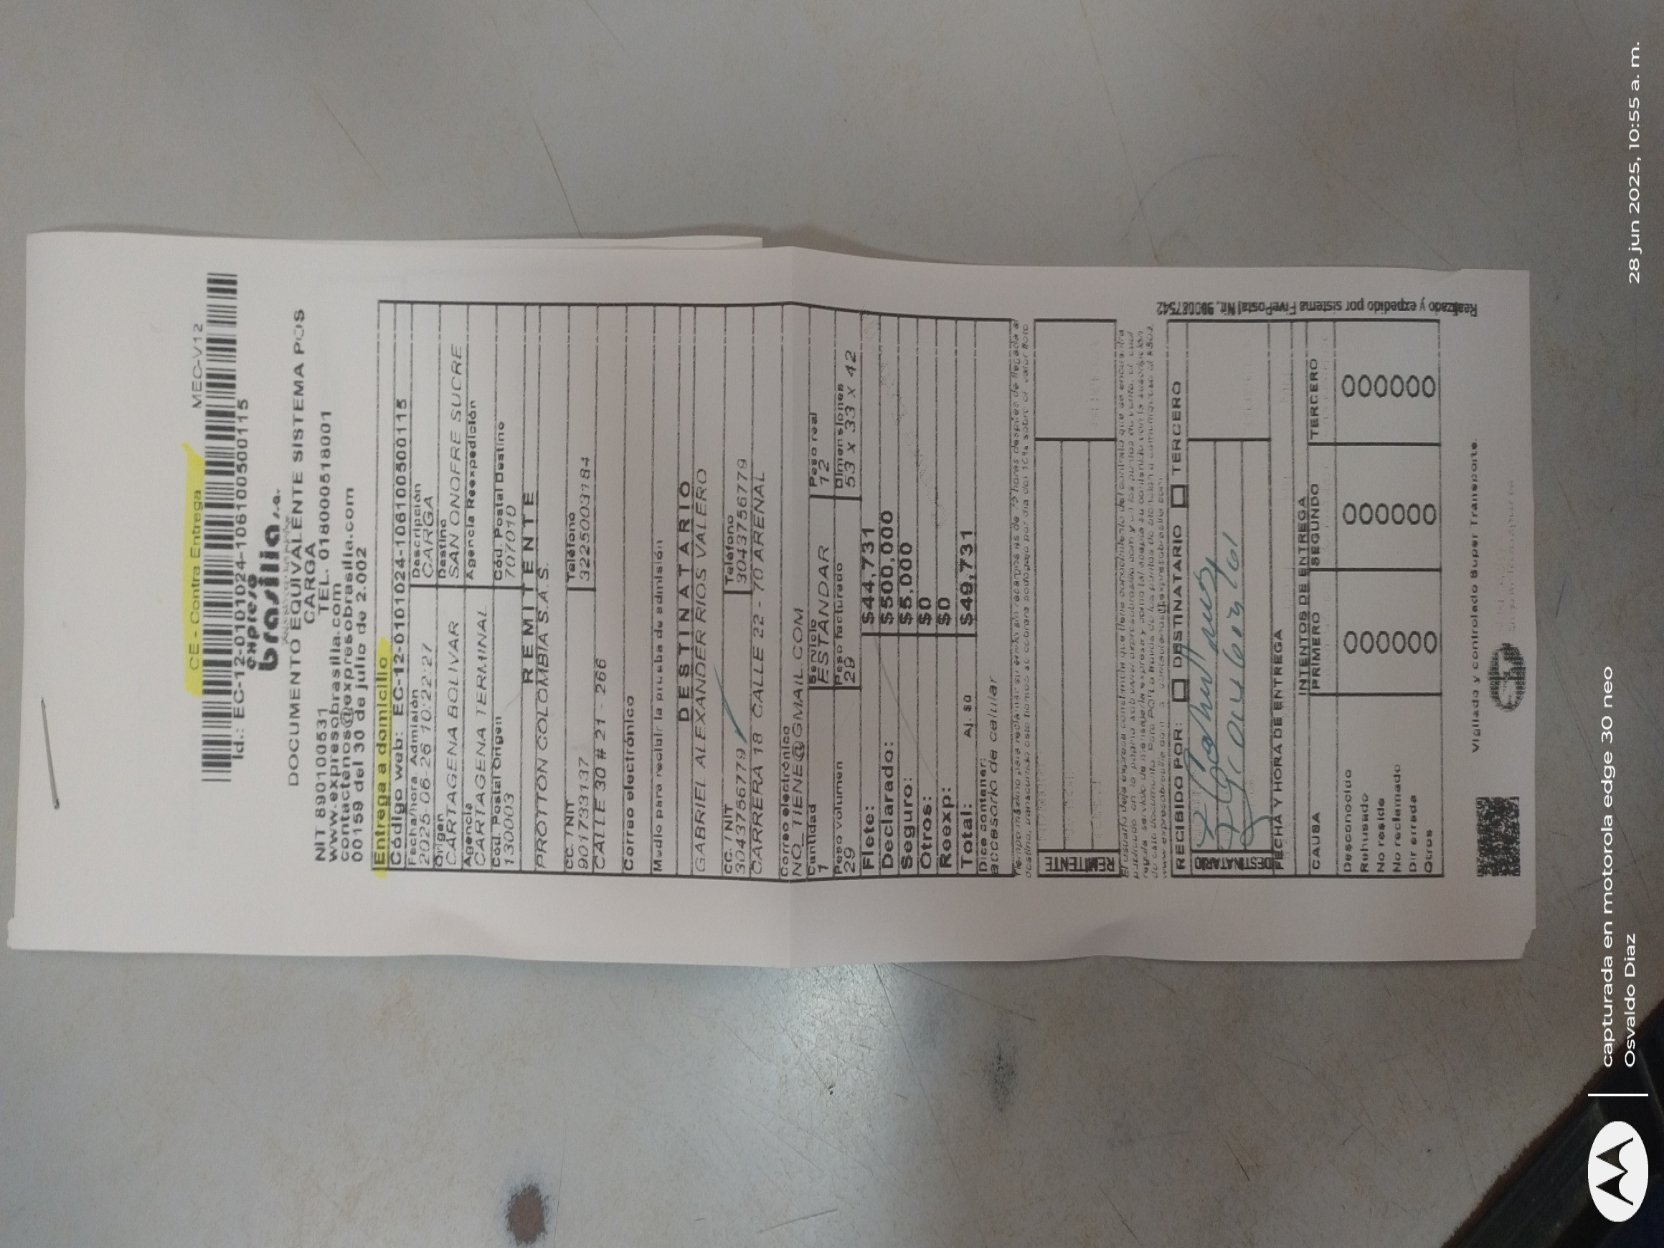 CE - Contra Entrega MEC-V12
Id.: EC-12-0101024-1061005001​15
expreso
brasilia s.a.
DOCUMENTO EQUIVALENTE SISTEMA POS
CARGA
NIT 890100531 TEL. 018000518001
www.expresobrasilia.com
contactenos@expresobrasilia.com
00159 del 30 de julio de 2.002
Entrega a domicilio
Código web: EC-12-0101024-106100500115
Fecha/hora. Admisión Descripción
2025-06-26 10:22:27 CARGA
Origen Destino
CARTAGENA BOLIVAR SAN ONOFRE SUCRE
Agencia Agencia Reexpedición
CARTAGENA TERMINAL
Cód. Postal Origen Cód. Postal Destino
130003 707010
REMITENTE
PROTTON COLOMBIA S.A.S.
CC. / NIT Teléfono
901733137 3225003184
CALLE 30 # 21 - 266
Correo electrónico
Medio para recibir la prueba de admisión
DESTINATARIO
GABRIEL ALEXANDER RIOS VALERO
CC. / NIT Teléfono
3043756779 3043756779
CARRERA 18 CALLE 22 - 70 ARENAL
Correo electrónico
NO_TIENE@GMAIL.COM
Cantidad Servicio Peso real
1 ESTANDAR 12
Peso volumen Peso facturado Dimensiones
29 29 53 x 33 x 42
Flete: $44,731
Declarado: $500,000
Seguro: $5,000
Otros: $0
Reexp: $0
Total: Aj. $0 $49,731
Dice contener:
accesorio de celular
REMITENTE
RECIBIDO POR: DESTINATARIO TERCERO
DESTINATARIO
FECHA Y HORA DE ENTREGA
INTENTOS DE ENTREGA
CAUSA PRIMERO SEGUNDO TERCERO
Desconocido
Rehusado
No reside
No reclamado
Dir errada
Otros
Vigilado y controlado Super Transporte.
Realizado y expedido por sistema FivePostal Nit. 900087542
capturada en motorola edge 30 neo
Osvaldo Diaz
28 jun 2025, 10:55 a. m.